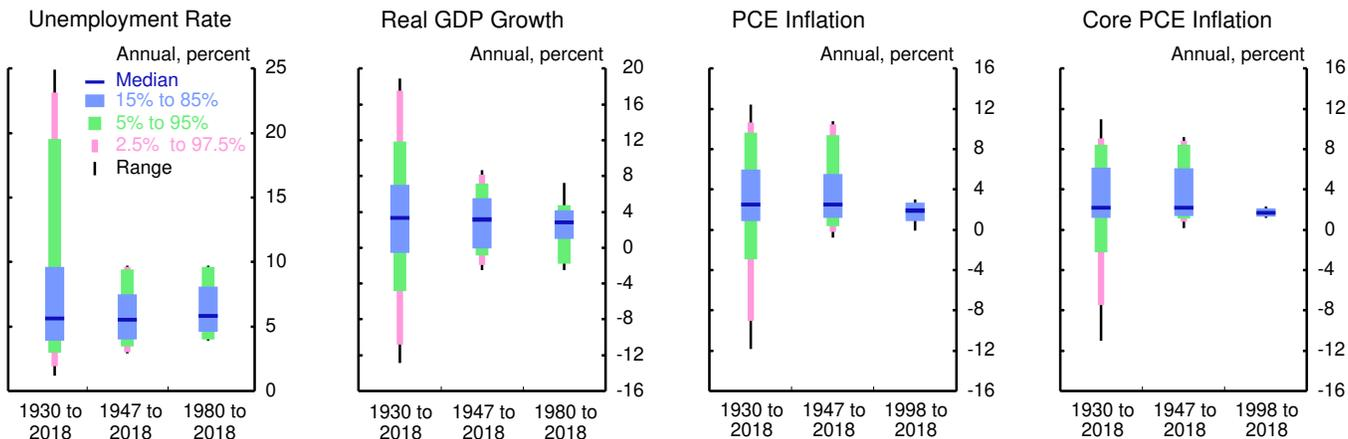 Unemployment Rate
Annual, percent
Median
15% to 85%
5% to 95%
2.5% to 97.5%
Range
25
20
15
10
5
0
1930 to
2018
1947 to
2018
1980 to
2018
Real GDP Growth
Annual, percent
20
16
12
8
4
0
-4
-8
-12
-16
1930 to
2018
1947 to
2018
1980 to
2018
PCE Inflation
Annual, percent
16
12
8
4
0
-4
-8
-12
-16
1930 to
2018
1947 to
2018
1998 to
2018
Core PCE Inflation
Annual, percent
16
12
8
4
0
-4
-8
-12
-16
1930 to
2018
1947 to
2018
1998 to
2018